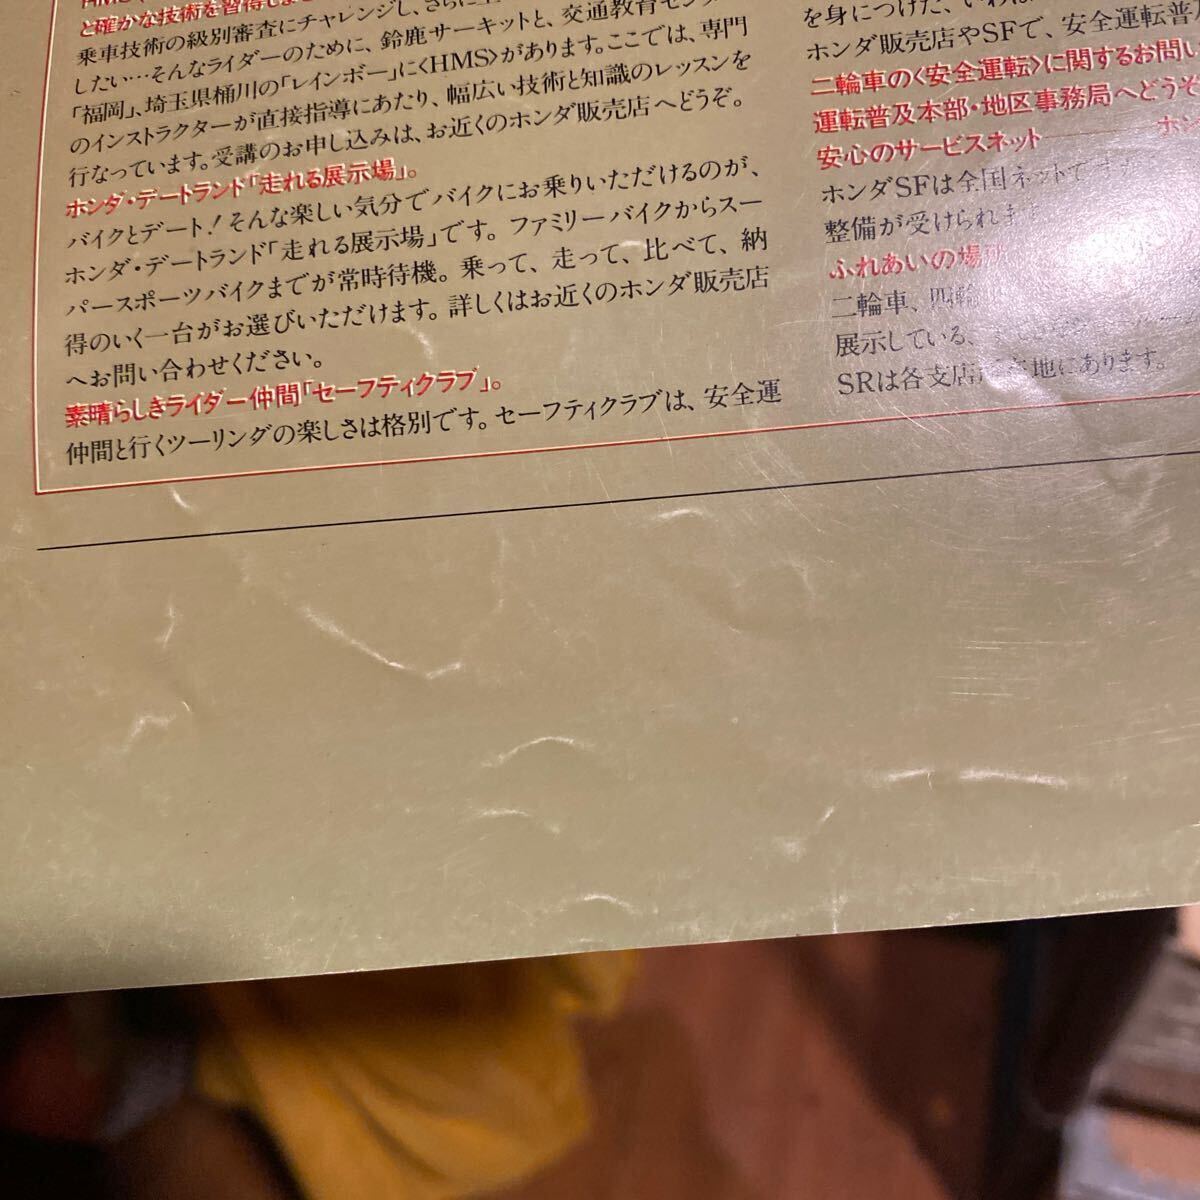 と確かな技術を習得しま
乗車技術の級別審査にチャレンジし、さらに上
したい…そんなライダーのために、鈴鹿サーキットと、交通教育センタ
「福岡」、埼玉県桶川の「レインボー」に〈HMS〉があります。ここでは、専門
のインストラクターが直接指導にあたり、幅広い技術と知識のレッスンを
行なっています。受講のお申し込みは、お近くのホンダ販売店へどうぞ。
ホンダ・デートランド「走れる展示場」。
バイクとデート!そんな楽しい気分でバイクにお乗りいただけるのが、
ホンダ・デートランド「走れる展示場」です。ファミリーバイクからスー
パースポーツバイクまでが常時待機。乗って、走って、比べて、納
得のいく一台がお選びいただけます。詳しくはお近くのホンダ販売店
へお問い合わせください。
素晴らしきライダー仲間「セーフティクラブ」。
仲間と行くツーリングの楽しさは格別です。セーフティクラブは、安全運
を身につけた、いわば
ホンダ販売店やSFで、安全運転普及
二輪車の〈安全運転〉に関するお問い
運転普及本部・地区事務局へどうぞ
安心のサービスネット ホン
ホンダSFは全国ネットで
整備が受けられます
ふれあいの場
二輪車、四輪
展示している、
SRは各支店 地にあります。